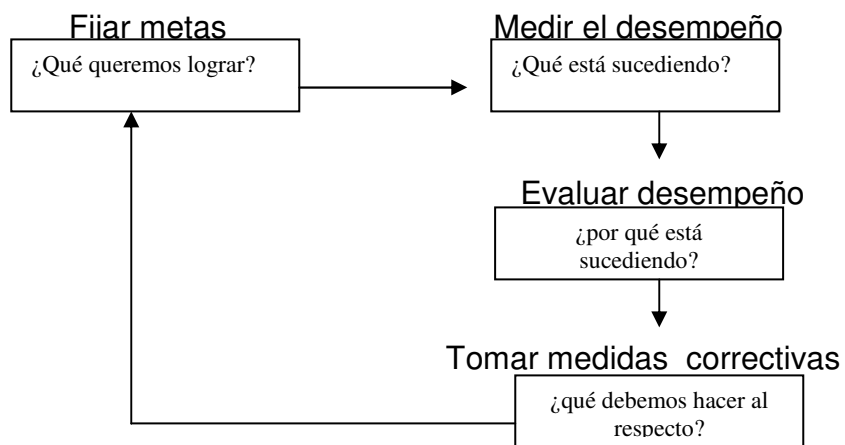 Fijar metas
¿Qué queremos lograr?
Medir el desempeño
¿Qué está sucediendo?
Evaluar desempeño
¿por qué está
sucediendo?
Tomar medidas correctivas
¿qué debemos hacer al
respecto?